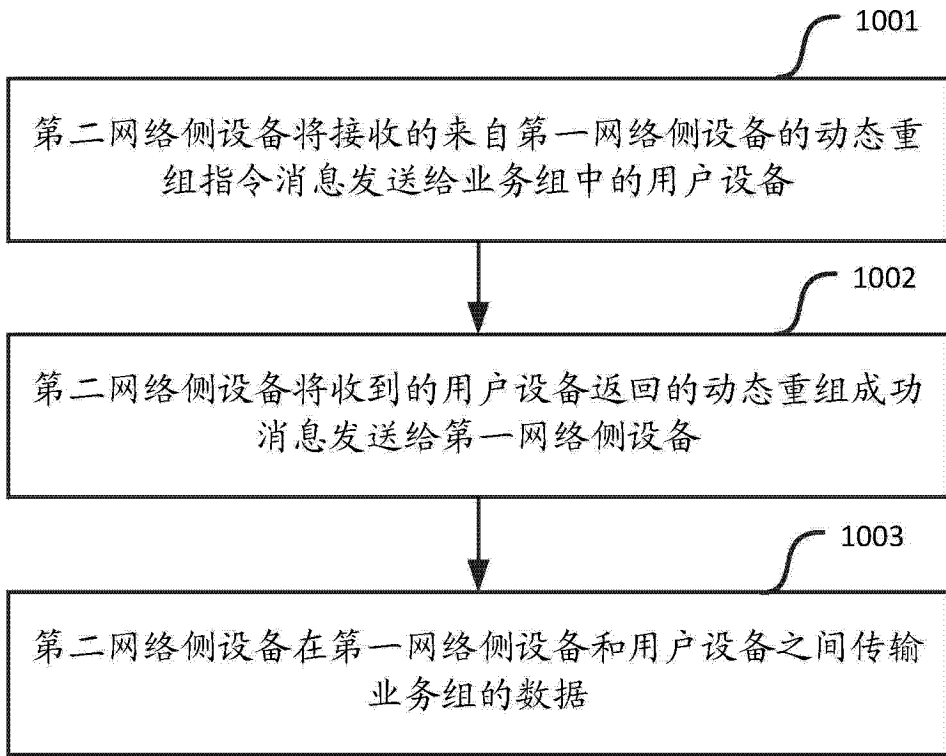 1001
第二网络侧设备将接收的来自第一网络侧设备的动态重
组指令消息发送给业务组中的用户设备
1002
第二网络侧设备将收到的用户设备返回的动态重组成功
消息发送给第一网络侧设备
1003
第二网络侧设备在第一网络侧设备和用户设备之间传输
业务组的数据